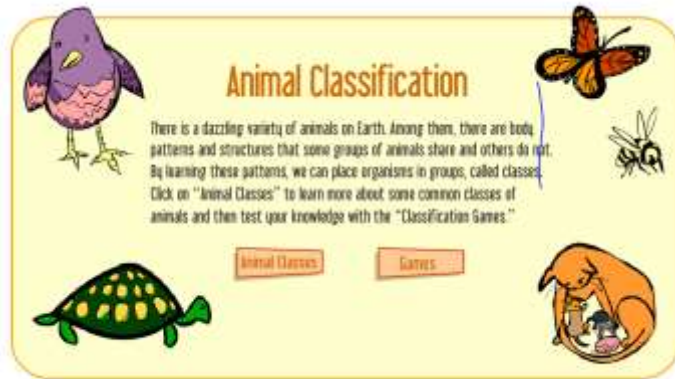 Animal Classification
There is a dazzling variety of animals on Earth. Among them, there are body
patterns and structures that some groups of animals share and others do not.
By learning these patterns, we can place organisms in groups, called classes.
Click on "Animal Classes" to learn more about some common classes of
animals and then test your knowledge with the "Classification Games."
Animal Classes
Games